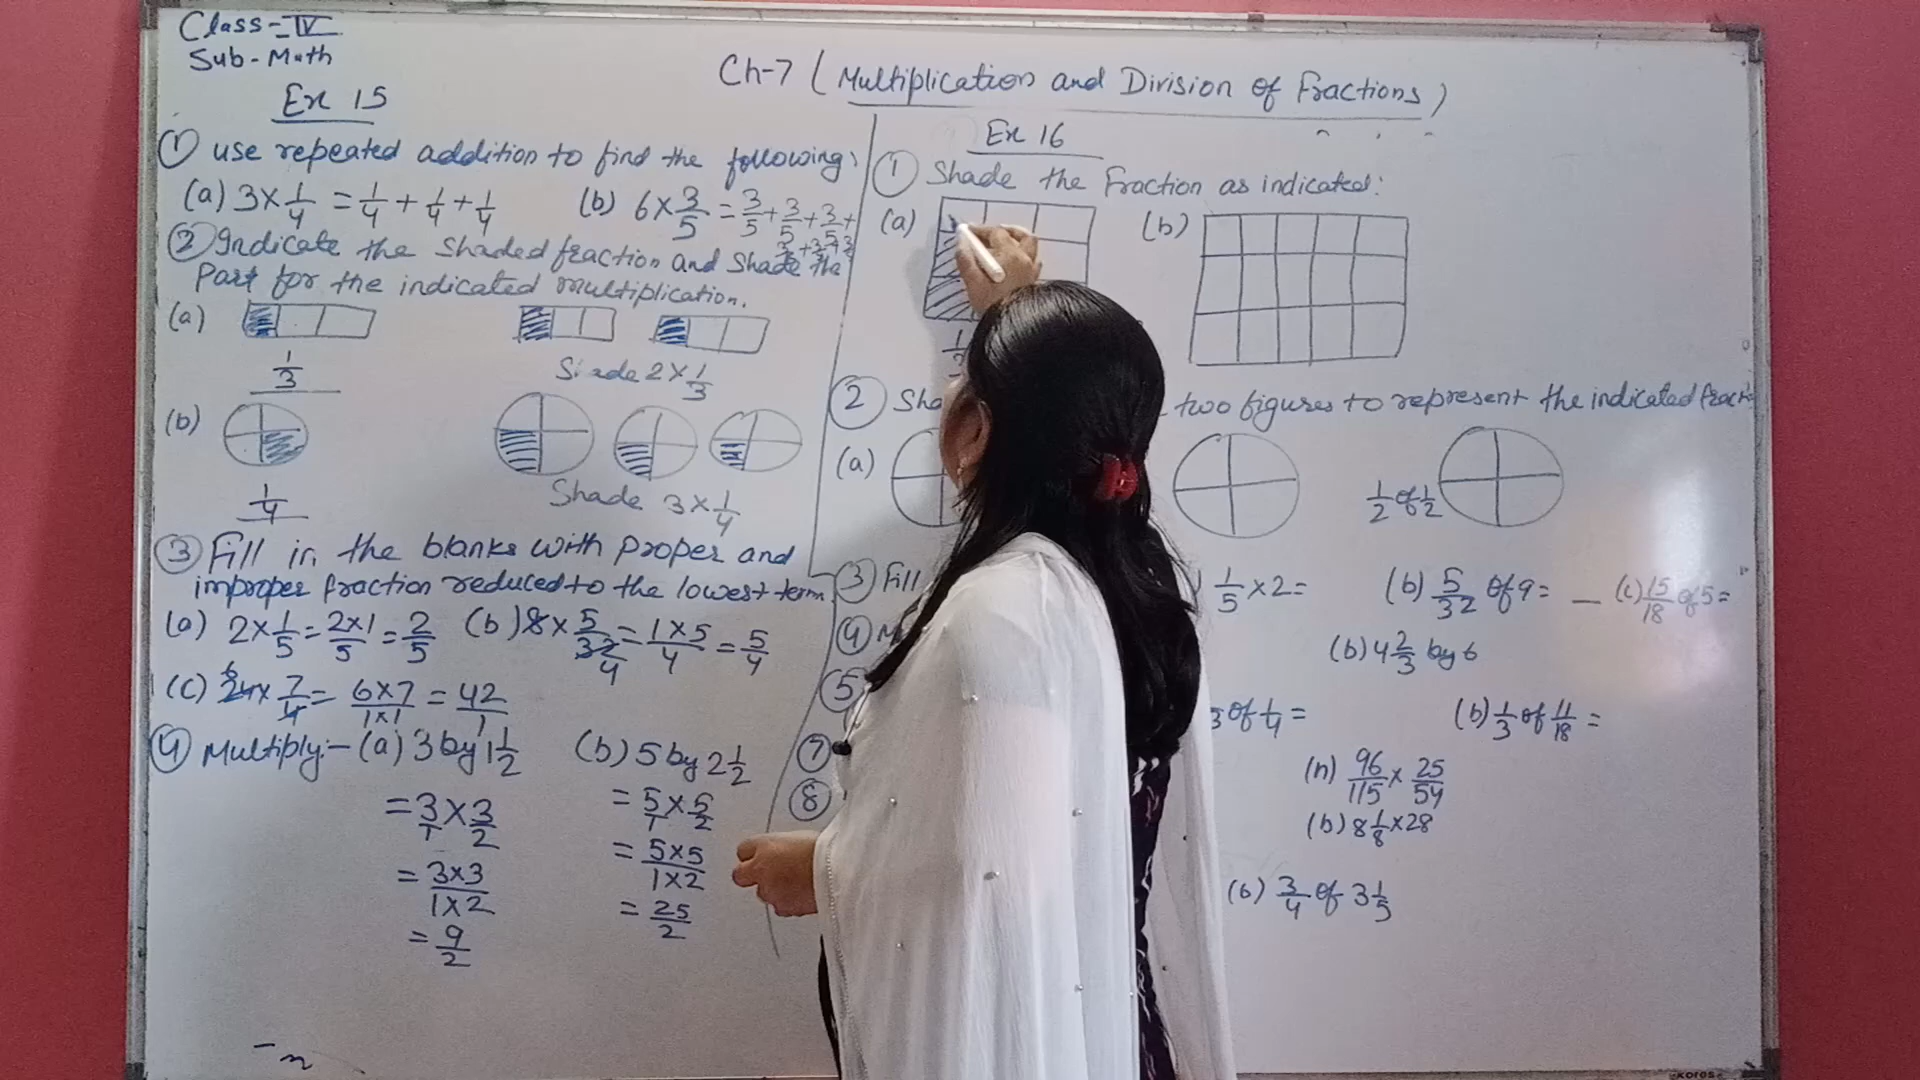 Class-IV
Sub-Math
Ch-7 (Multiplication and Division of Fractions)
Ex 15
① use repeated addition to find the following:
(a) 3 × 1/4 = 1/4 + 1/4 + 1/4 (b) 6 × 3/5 = 3/5 + 3/5 + 3/5 +
3/5 + 3/5 + 3/5
② Indicate the shaded fraction and shade the
Part for the indicated multiplication.
(a)
1/3 Shade 2 × 1/3
(b)
1/4 Shade 3 × 1/4
③ Fill in the blanks with proper and
improper fraction reduced to the lowest term
(a) 2 × 1/5 = 2×1/5 = 2/5 (b) 8 × 5/32 4 = 1×5/4 = 5/4
(c) 6 24 × 7/4 = 6×7/1×1 = 42/1
④ Multiply:- (a) 3 by 1 1/2 (b) 5 by 2 1/2
= 3/1 × 3/2 = 5/1 × 5/2
= 3×3/1×2 = 5×5/1×2
= 9/2 = 25/2
Ex 16
① Shade the Fraction as indicated:
(a) (b)
② two figures to represent the indicated
(a) 1/2 of 1/2
③ Fill 1/5 × 2 = (b) 5/32 of 9 = _ (c) 15/18 of 5 =
④ (b) 4 2/3 by 6
⑤ 3 of 1/4 = (b) 1/3 of 11/18 =
⑦ (n) 96/115 × 25/54
⑧ (b) 8 1/8 × 28
(b) 3/4 of 3 1/5